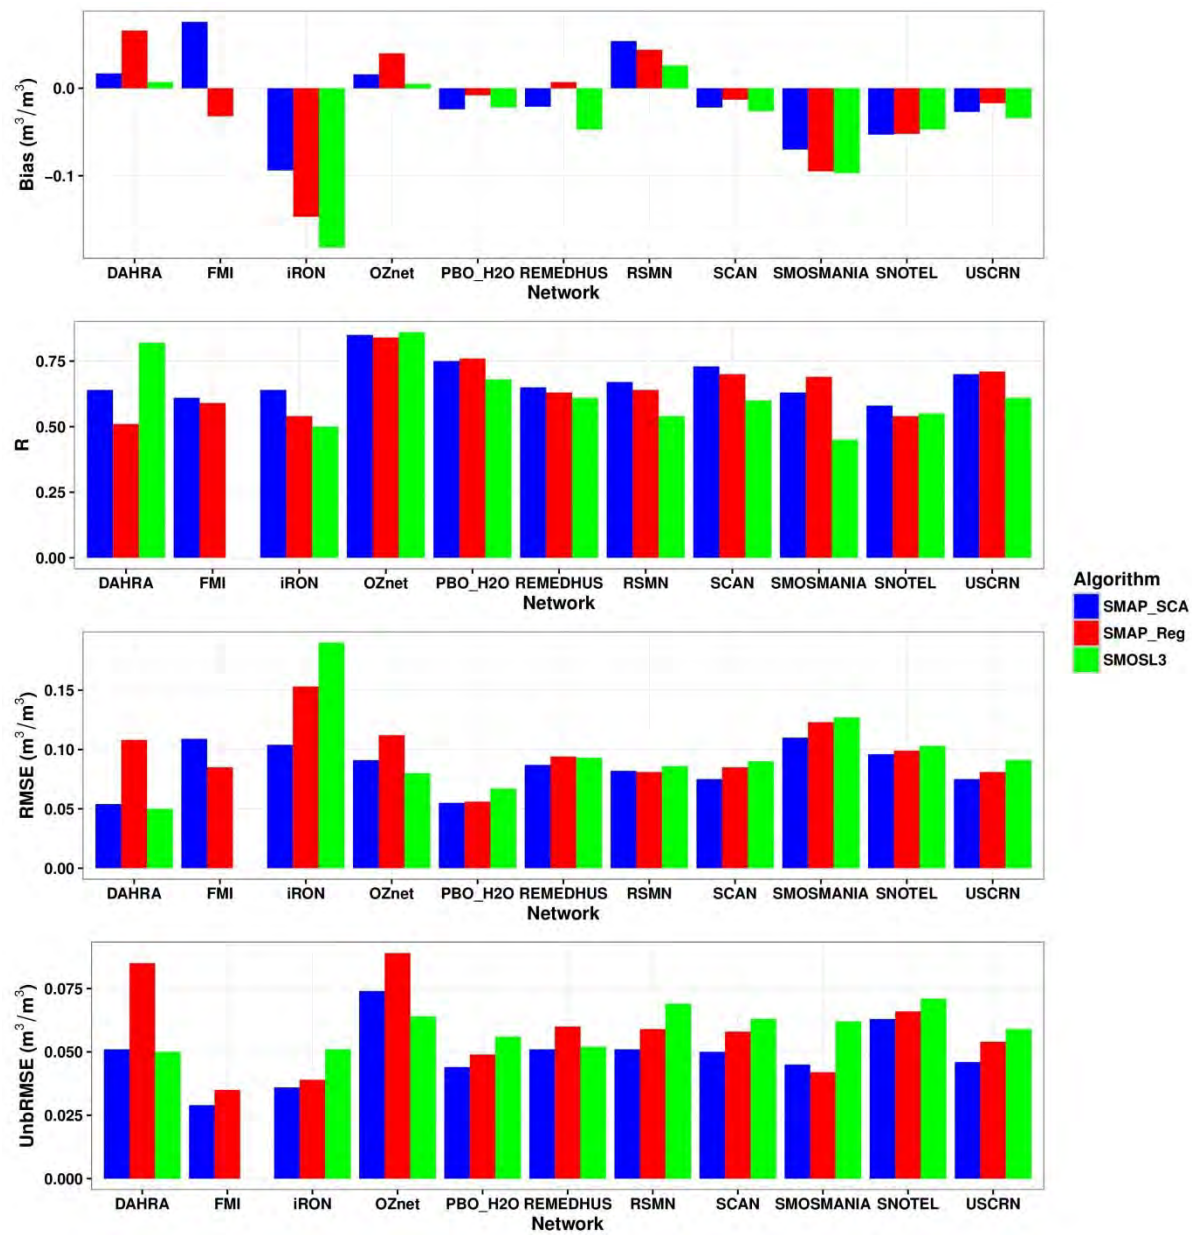 Bias (m³/m³)
0.0
−0.1
DAHRA FMI iRON OZnet PBO_H2O REMEDHUS RSMN SCAN SMOSMANIA SNOTEL USCRN
Network
R
0.75
0.50
0.25
0.00
DAHRA FMI iRON OZnet PBO_H2O REMEDHUS RSMN SCAN SMOSMANIA SNOTEL USCRN
Network
Algorithm
SMAP_SCA
SMAP_Reg
SMOSL3
RMSE (m³/m³)
0.15
0.10
0.05
0.00
DAHRA FMI iRON OZnet PBO_H2O REMEDHUS RSMN SCAN SMOSMANIA SNOTEL USCRN
Network
UnbRMSE (m³/m³)
0.075
0.050
0.025
0.000
DAHRA FMI iRON OZnet PBO_H2O REMEDHUS RSMN SCAN SMOSMANIA SNOTEL USCRN
Network